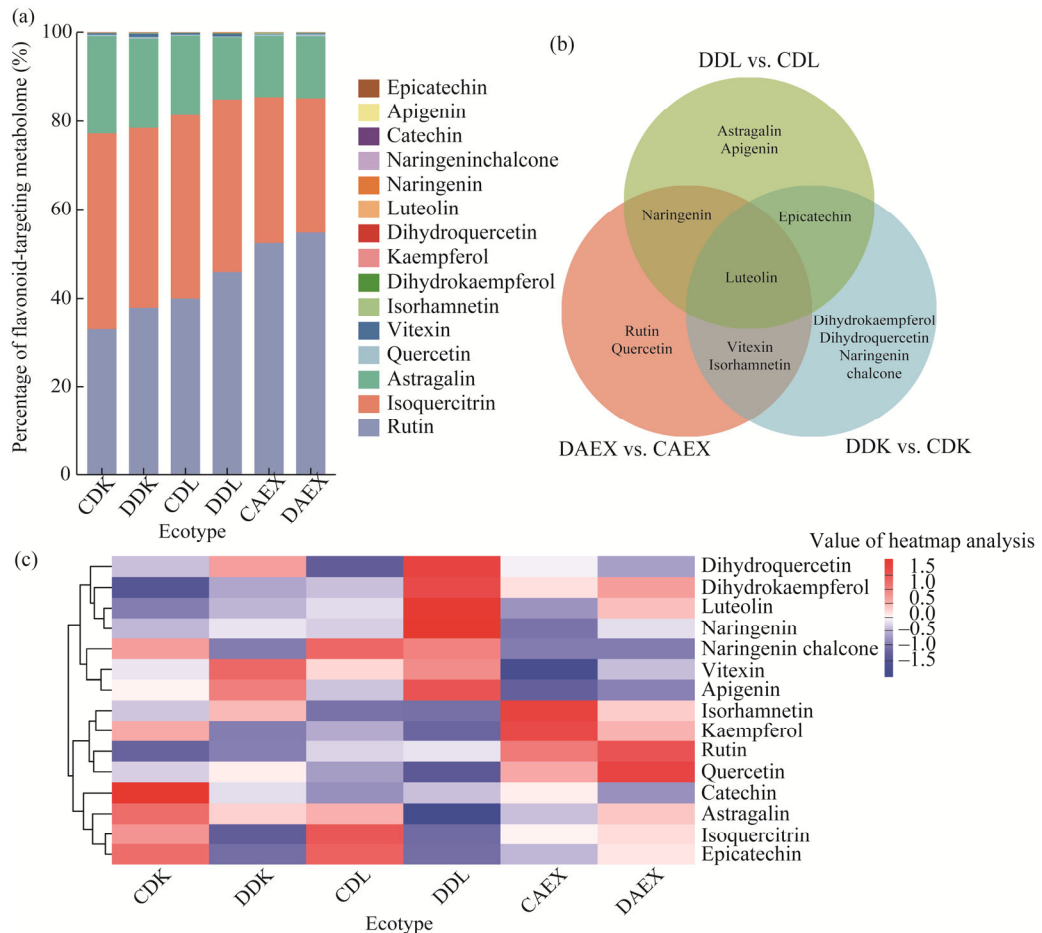 (a)
100
80
60
40
20
0
Percentage of flavonoid-targeting metabolome (%)
CDK
DDK
CDL
DDL
CAEX
DAEX
Ecotype
Epicatechin
Apigenin
Catechin
Naringeninchalcone
Naringenin
Luteolin
Dihydroquercetin
Kaempferol
Dihydrokaempferol
Isorhamnetin
Vitexin
Quercetin
Astragalin
Isoquercitrin
Rutin
(b)
DDL vs. CDL
Astragalin
Apigenin
Naringenin
Epicatechin
Luteolin
Rutin
Quercetin
Vitexin
Isorhamnetin
Dihydrokaempferol
Dihydroquercetin
Naringenin
chalcone
DAEX vs. CAEX
DDK vs. CDK
(c)
Dihydroquercetin
Dihydrokaempferol
Luteolin
Naringenin
Naringenin chalcone
Vitexin
Apigenin
Isorhamnetin
Kaempferol
Rutin
Quercetin
Catechin
Astragalin
Isoquercitrin
Epicatechin
CDK
DDK
CDL
DDL
CAEX
DAEX
Ecotype
Value of heatmap analysis
1.5
1.0
0.5
0.0
−0.5
−1.0
−1.5